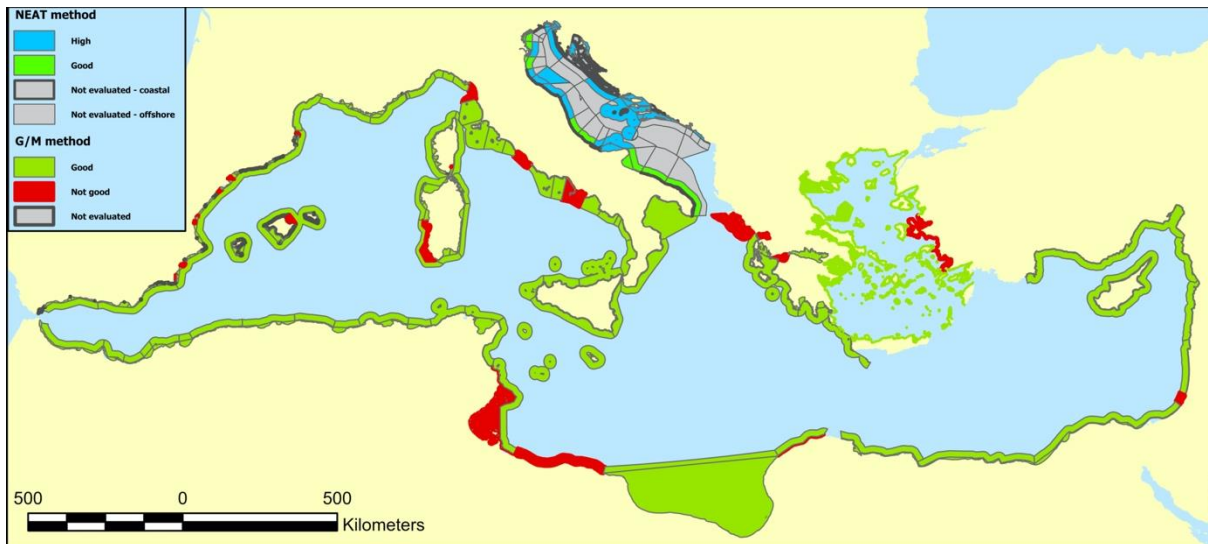 NEAT method
High
Good
Not evaluated - coastal
Not evaluated - offshore
G/M method
Good
Not good
Not evaluated
500 0 500
Kilometers